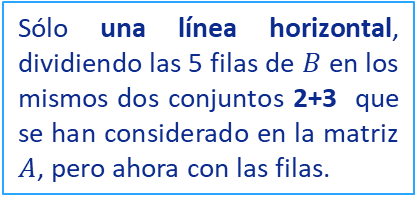 Sólo una línea horizontal,
dividiendo las 5 filas de B en los
mismos dos conjuntos 2+3 que
se han considerado en la matriz
A, pero ahora con las filas.